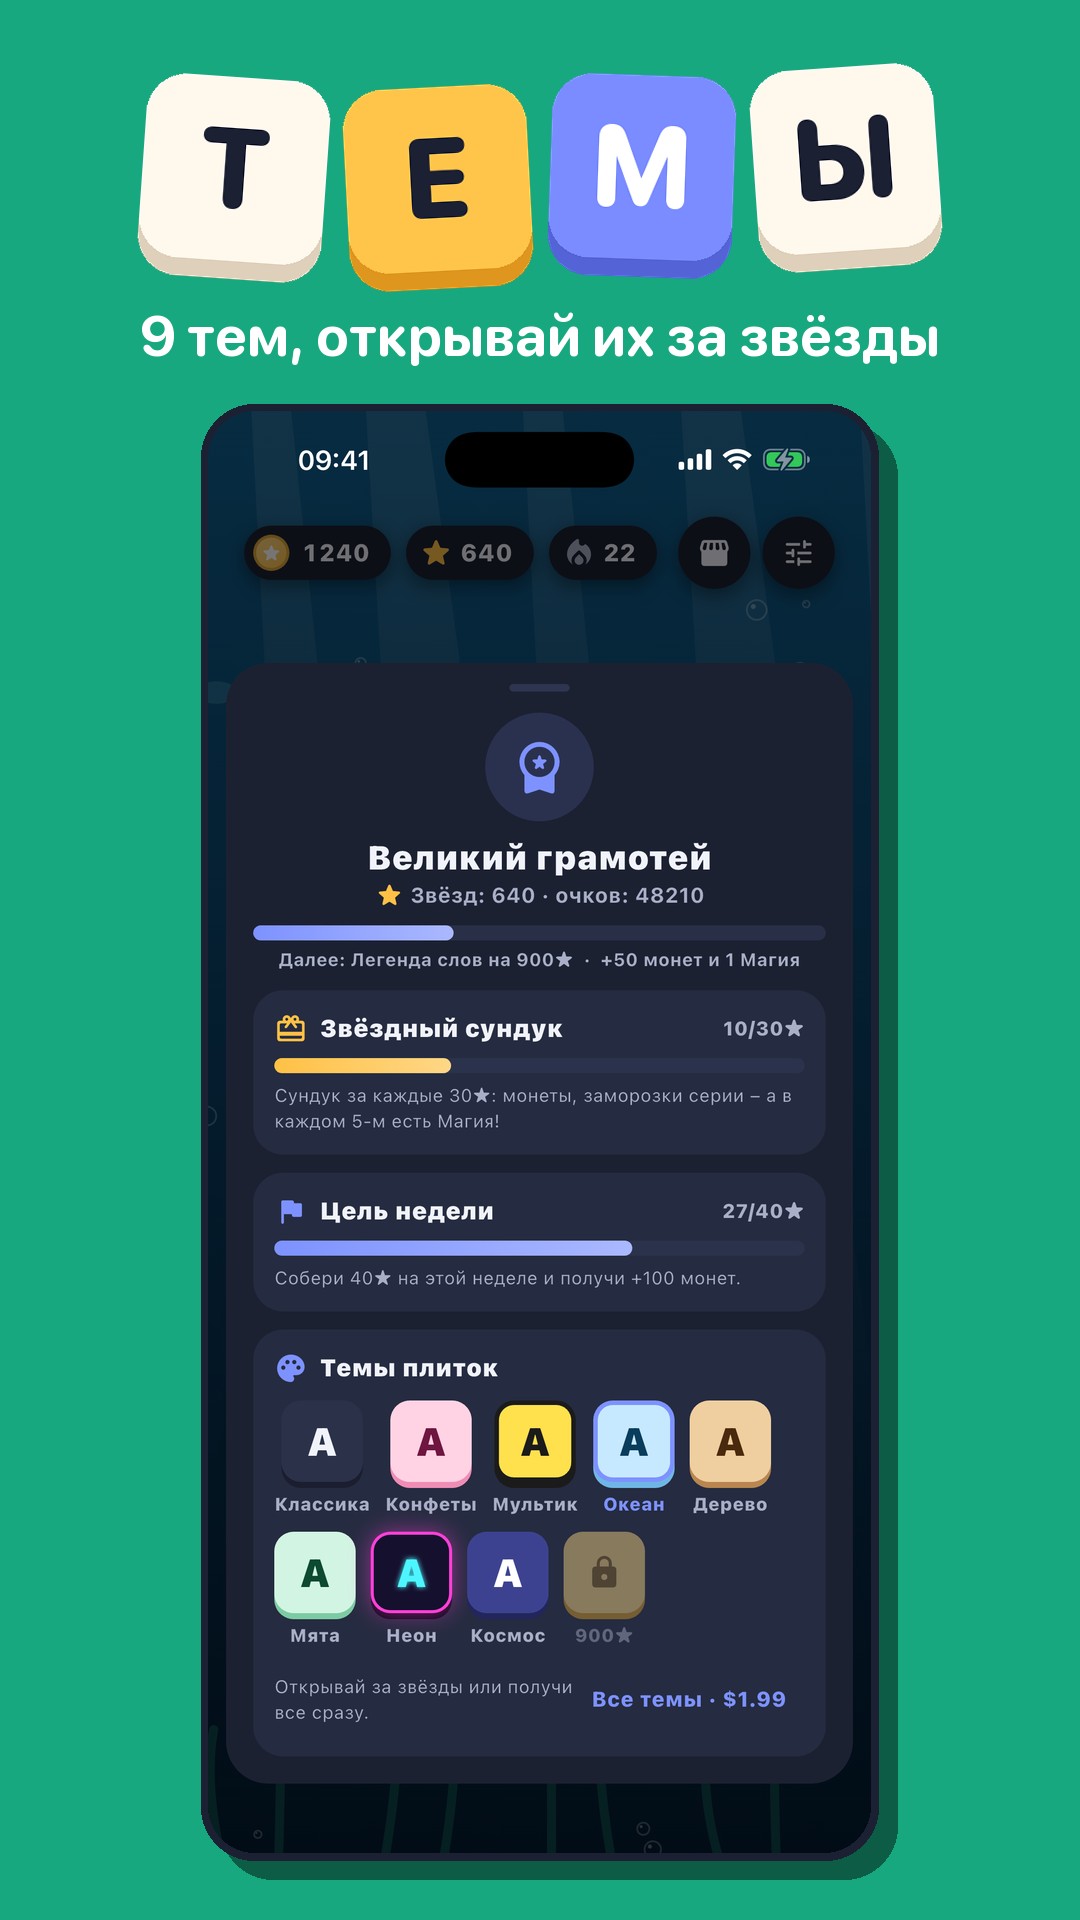 ТЕМЫ
9 тем, открывай их за звёзды
09:41
1240 640 22
Великий грамотей
Звёзд: 640 · очков: 48210
Далее: Легенда слов на 900★ · +50 монет и 1 Магия
Звёздный сундук 10/30★
Сундук за каждые 30★: монеты, заморозки серии – а в
каждом 5-м есть Магия!
Цель недели 27/40★
Собери 40★ на этой неделе и получи +100 монет.
Темы плиток
А А А А А
Классика Конфеты Мультик Океан Дерево
А А А
Мята Неон Космос 900★
Открывай за звёзды или получи
все сразу.
Все темы · $1.99